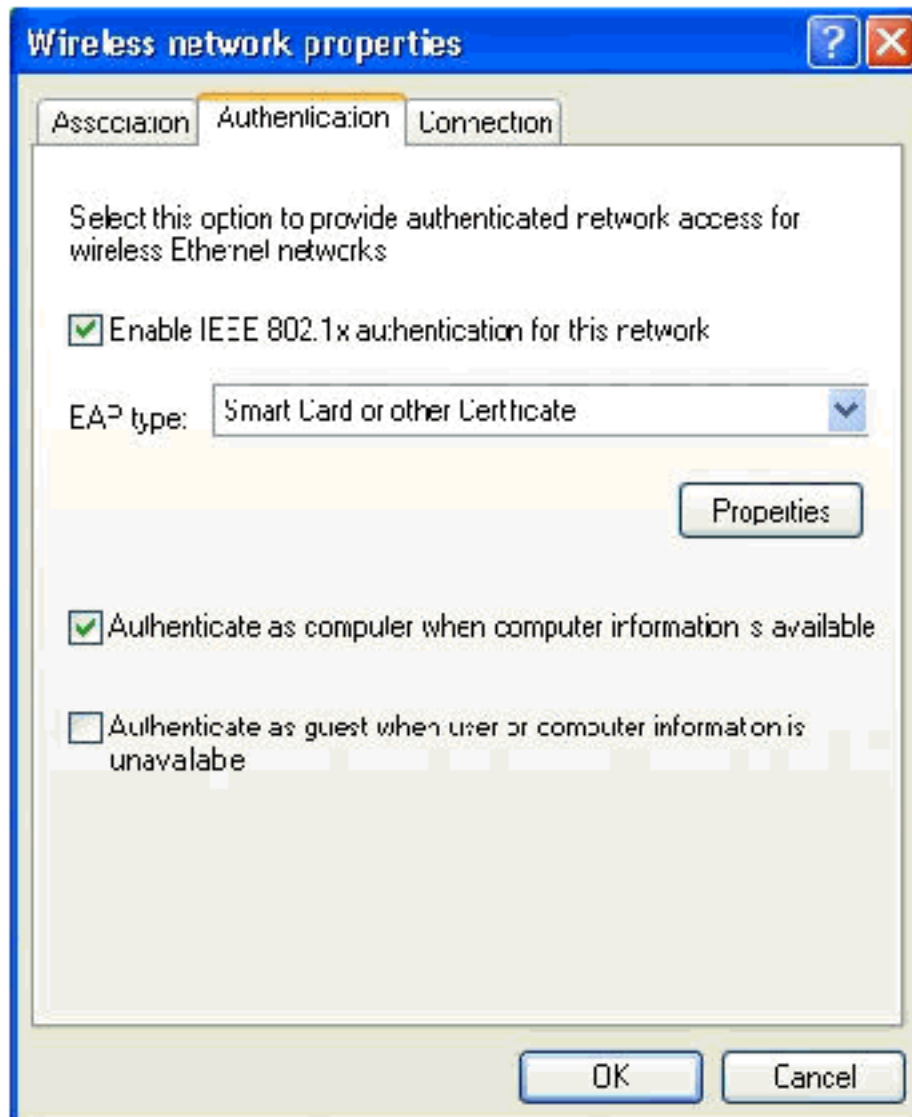 Wireless network properties
Association Authentication Connection
Select this option to provide authenticated network access for
wireless Ethernet networks
Enable IEEE 802.1x authentication for this network
EAP type: Smart Card or other Certificate
Properties
Authenticate as computer when computer information is available
Authenticate as guest when user or computer information is
unavailable
OK Cancel